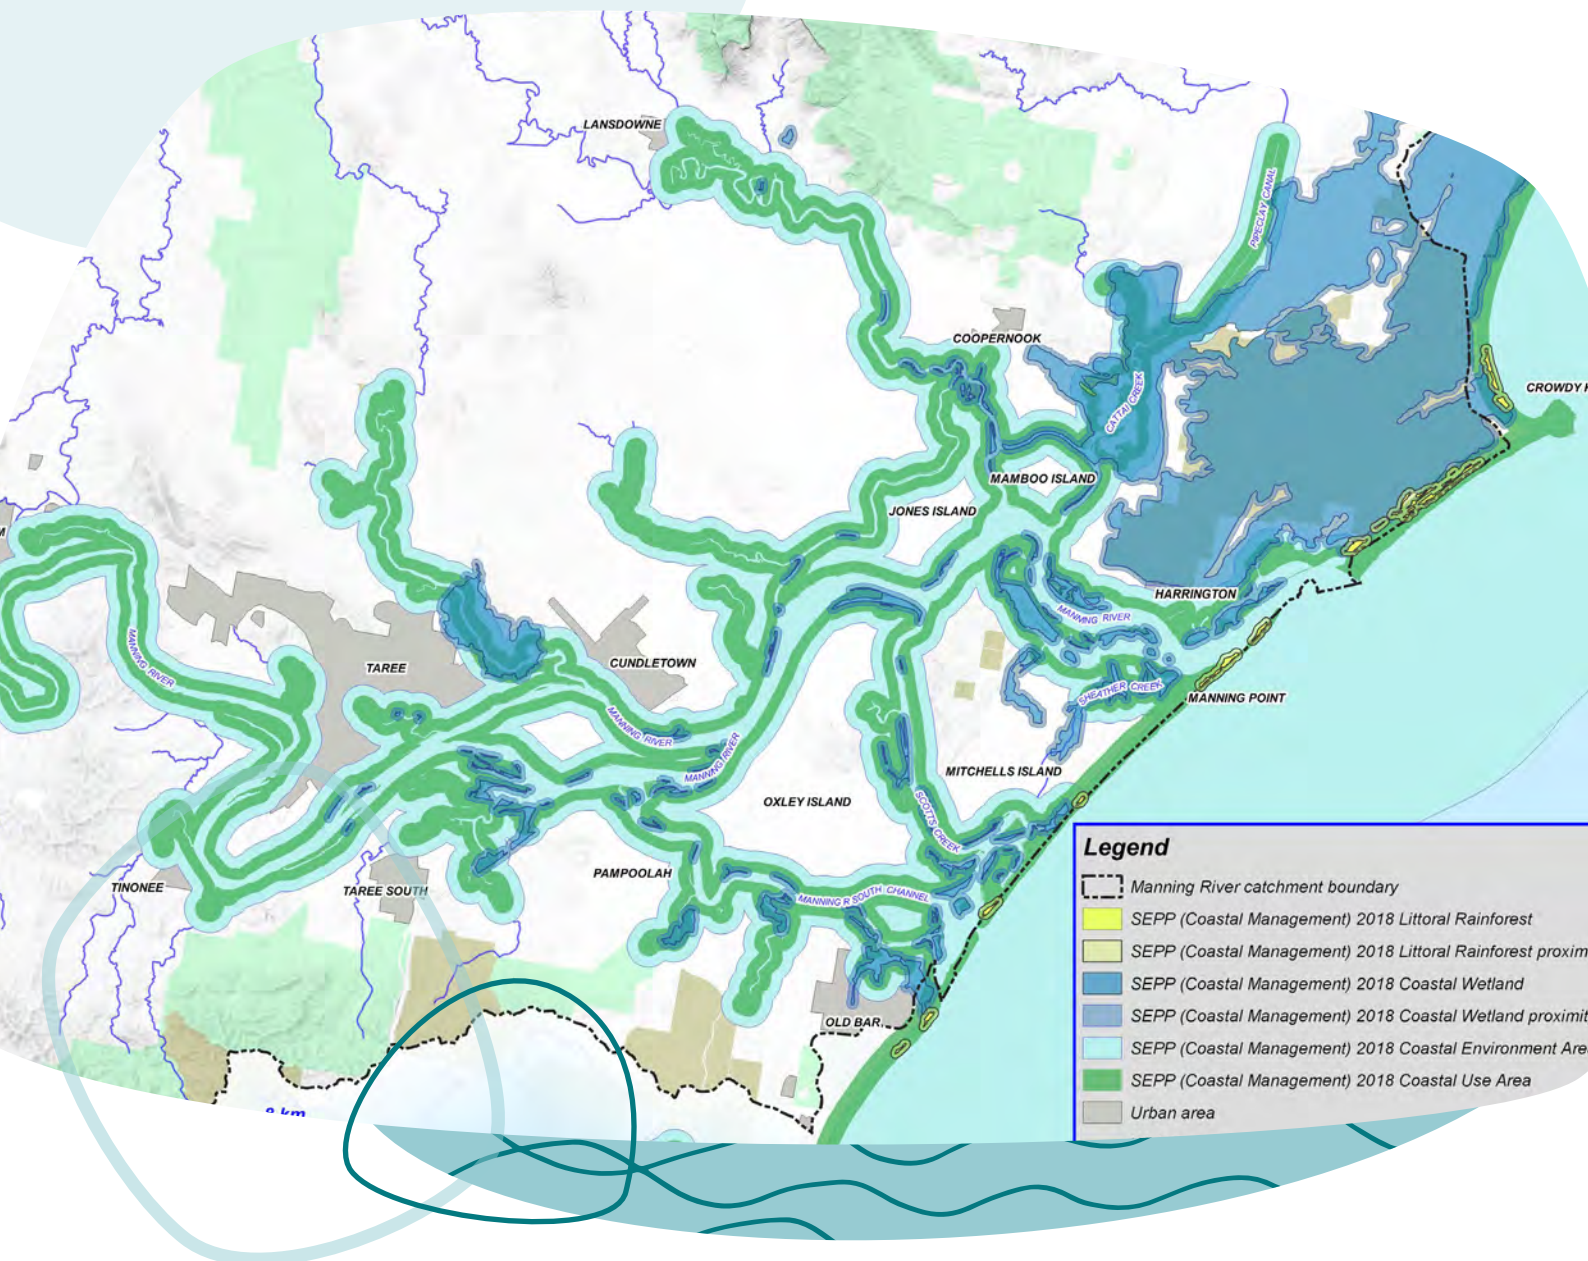 LANSDOWNE
PIPECLAY CANAL
COOPERNOOK
CROWDY
CATTAI CREEK
MAMBOO ISLAND
JONES ISLAND
M
HARRINGTON
MANNING RIVER
MANNING RIVER
TAREE
CUNDLETOWN
SHEATHER CREEK
MANNING POINT
MANNING RIVER
MANNING RIVER
MITCHELLS ISLAND
OXLEY ISLAND
SCOTTS CREEK
PAMPOOLAH
TINONEE
TAREE SOUTH
MANNING R SOUTH CHANNEL
OLD BAR
8 km
Legend
Manning River catchment boundary
SEPP (Coastal Management) 2018 Littoral Rainforest
SEPP (Coastal Management) 2018 Littoral Rainforest proxim
SEPP (Coastal Management) 2018 Coastal Wetland
SEPP (Coastal Management) 2018 Coastal Wetland proximit
SEPP (Coastal Management) 2018 Coastal Environment Are
SEPP (Coastal Management) 2018 Coastal Use Area
Urban area